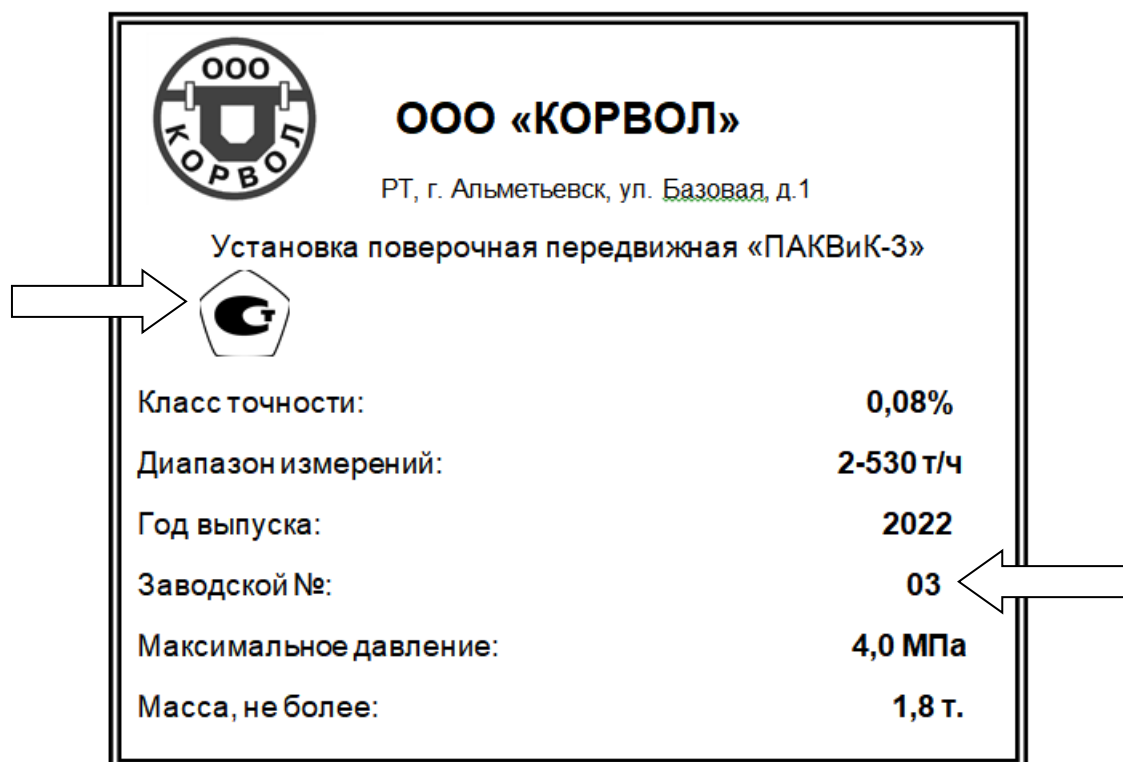 ООО
КОРВОЛ
ООО «КОРВОЛ»
РТ, г. Альметьевск, ул. Базовая, д.1
Установка поверочная передвижная «ПАКВиК-3»
Класс точности: 0,08%
Диапазон измерений: 2-530 т/ч
Год выпуска: 2022
Заводской №: 03
Максимальное давление: 4,0 МПа
Масса, не более: 1,8 т.